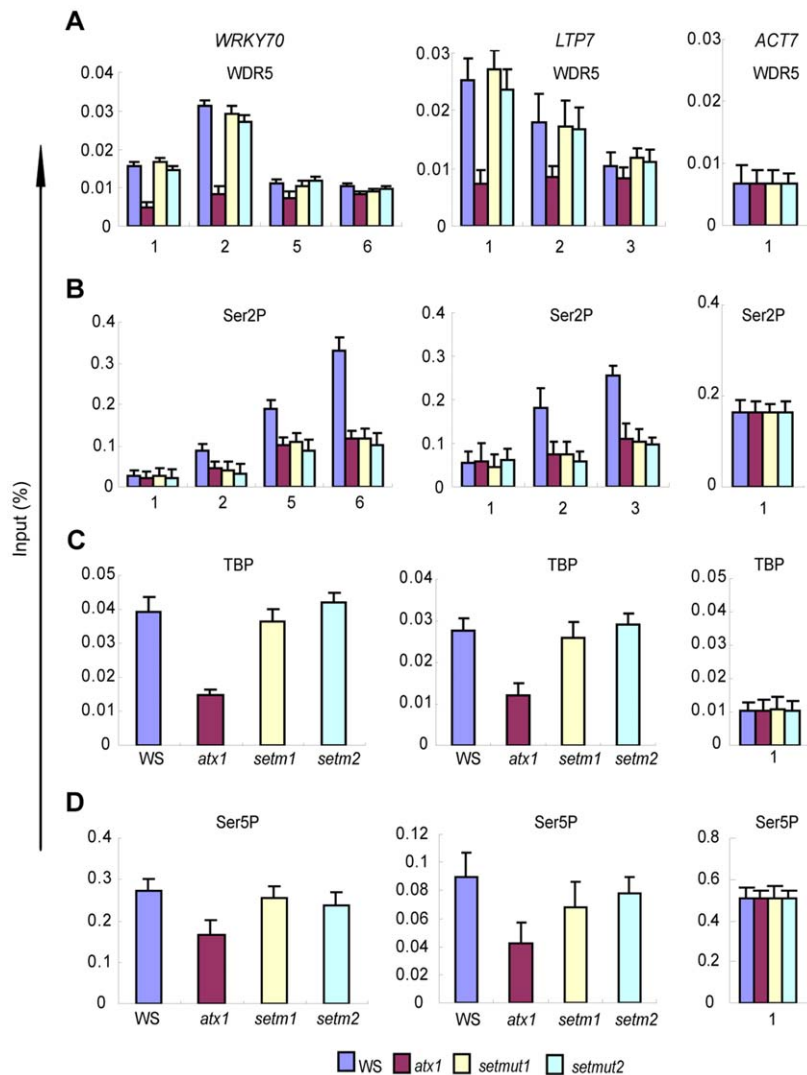 A
WRKY70
LTP7
ACT7
WDR5
WDR5
WDR5
0.04
0.03
0.02
0.01
0
1 2 5 6
0.03
0.02
0.01
0
1 2 3
0.03
0.02
0.01
0
1
B
Ser2P
Ser2P
Ser2P
0.4
0.3
0.2
0.1
0
1 2 5 6
0.4
0.3
0.2
0.1
0
1 2 3
0.4
0.2
0
1
Input (%)
C
TBP
TBP
TBP
0.05
0.04
0.03
0.02
0.01
0
WS atx1 setm1 setm2
0.04
0.03
0.02
0.01
0
WS atx1 setm1 setm2
0.05
0.04
0.03
0.02
0.01
0
1
D
Ser5P
Ser5P
Ser5P
0.4
0.3
0.2
0.1
0
WS atx1 setm1 setm2
0.12
0.1
0.08
0.06
0.04
0.02
0
WS atx1 setm1 setm2
0.8
0.6
0.4
0.2
0
1
WS atx1 setmut1 setmut2